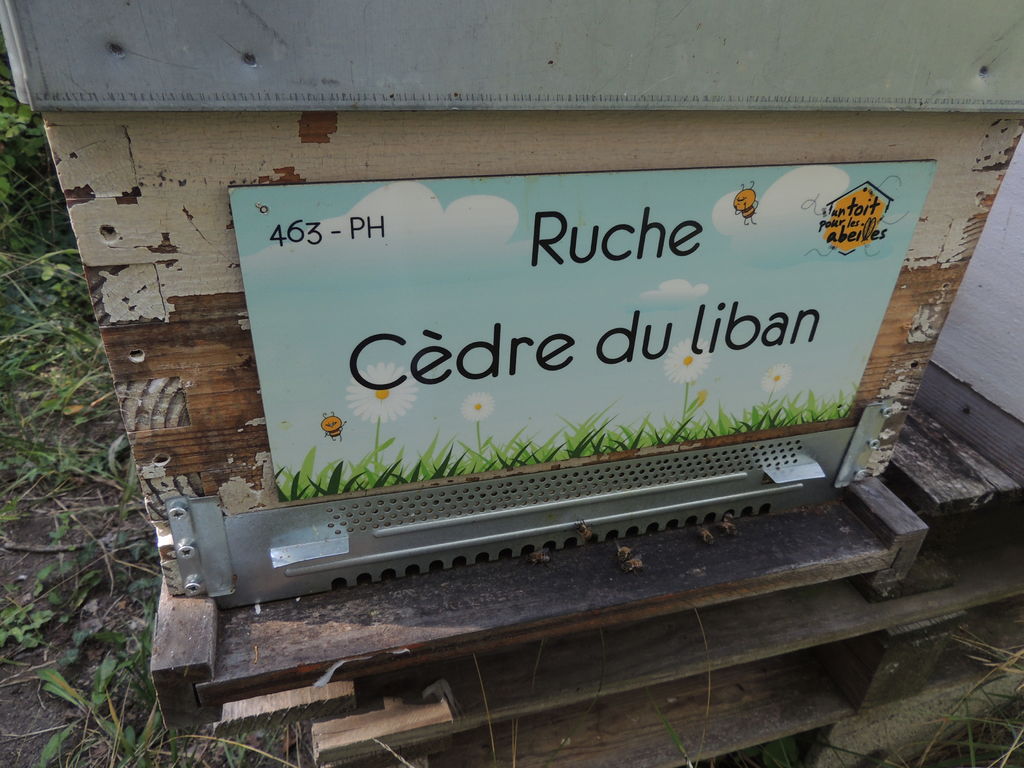 463 - PH
Ruche
un toit
pour les
abeilles
Cèdre du liban